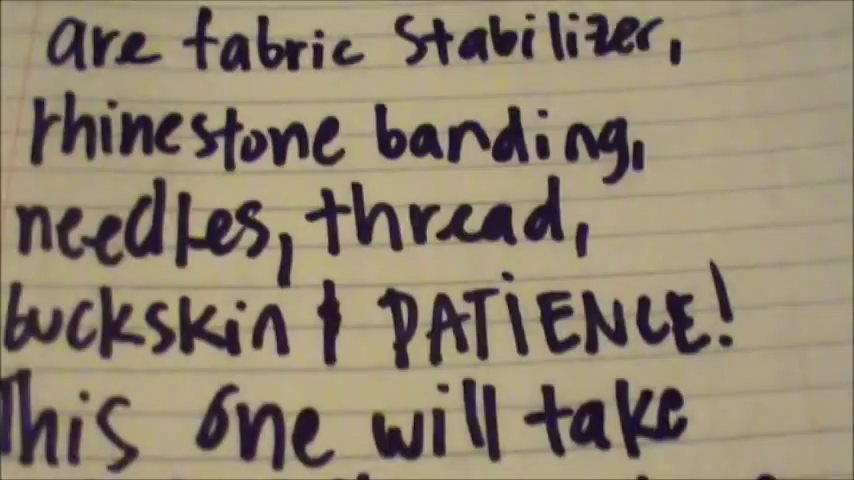 are fabric stabilizer,
rhinestone banding,
needles, thread,
buckskin & PATiENCE!
This one will take